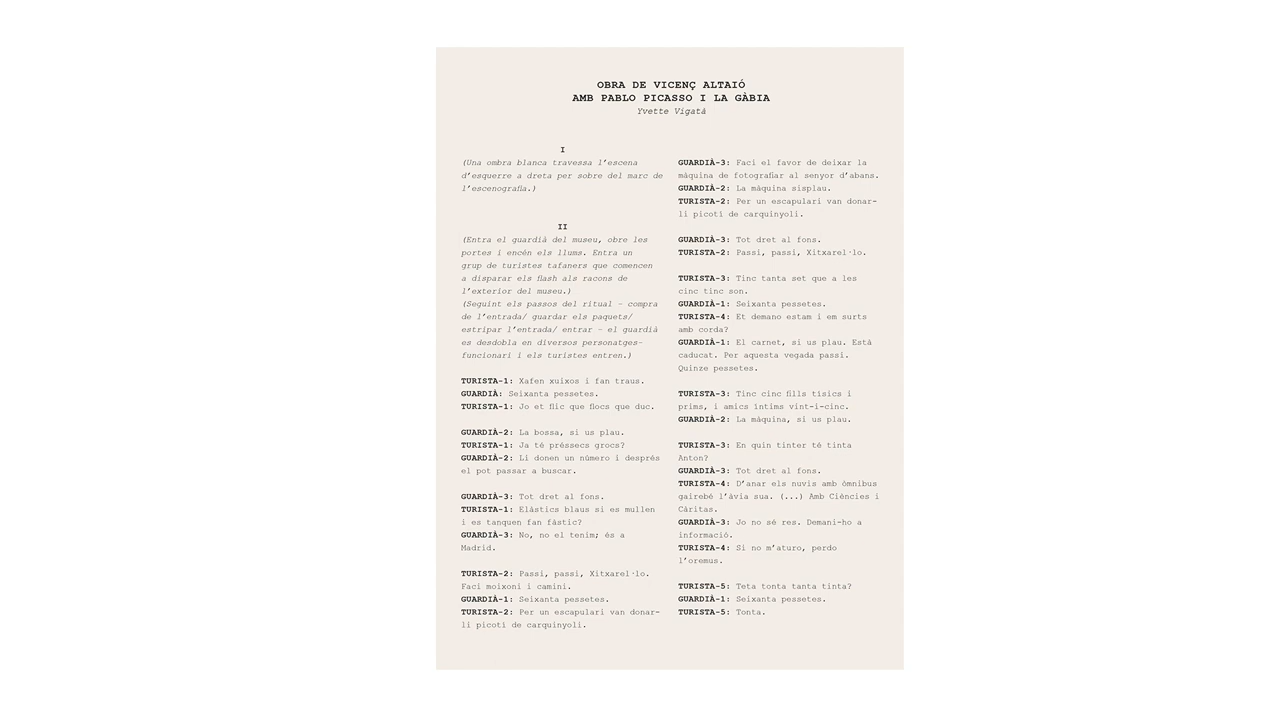 OBRA DE VICENÇ ALTAIÓ
AMB PABLO PICASSO I LA GÀBIA
Yvette Vigatà
I
(Una ombra blanca travessa l'escena
d'esquerre a dreta per sobre del marc de
l'escenografia.)
II
(Entra el guardià del museu, obre les
portes i encén els llums. Entra un
grup de turistes tafaners que comencen
a disparar els flash als racons de
l'exterior del museu.)
(Seguint els passos del ritual – compra
de l'entrada/ guardar els paquets/
estripar l'entrada/ entrar – el guardià
es desdobla en diversos personatges-
funcionari i els turistes entren.)
TURISTA-1: Xafen xuixos i fan traus.
GUARDIÀ: Seixanta pessetes.
TURISTA-1: Jo et flic que flocs que duc.
GUARDIÀ-2: La bossa, si us plau.
TURISTA-1: Ja té préssecs grocs?
GUARDIÀ-2: Li donen un número i després
el pot passar a buscar.
GUARDIÀ-3: Tot dret al fons.
TURISTA-1: Elàstics blaus si es mullen
i es tanquen fan fàstic?
GUARDIÀ-3: No, no el tenim; és a
Madrid.
TURISTA-2: Passi, passi, Xitxarel·lo.
Faci moixoni i camini.
GUARDIÀ-1: Seixanta pessetes.
TURISTA-2: Per un escapulari van donar-
li picotí de carquinyoli.
GUARDIÀ-3: Faci el favor de deixar la
màquina de fotografiar al senyor d'abans.
GUARDIÀ-2: La màquina sisplau.
TURISTA-2: Per un escapulari van donar-
li picotí de carquinyoli.
GUARDIÀ-3: Tot dret al fons.
TURISTA-2: Passi, passi, Xitxarel·lo.
TURISTA-3: Tinc tanta set que a les
cinc tinc son.
GUARDIÀ-1: Seixanta pessetes.
TURISTA-4: Et demano estam i em surts
amb corda?
GUARDIÀ-1: El carnet, si us plau. Està
caducat. Per aquesta vegada passi.
Quinze pessetes.
TURISTA-3: Tinc cinc fills tísics i
prims, i amics íntims vint-i-cinc.
GUARDIÀ-2: La màquina, si us plau.
TURISTA-3: En quin tinter té tinta
Anton?
GUARDIÀ-3: Tot dret al fons.
TURISTA-4: D'anar els nuvis amb òmnibus
gairebé l'àvia sua. (...) Amb Ciències i
Càritas.
GUARDIÀ-3: Jo no sé res. Demani-ho a
informació.
TURISTA-4: Si no m'aturo, perdo
l'oremus.
TURISTA-5: Teta tonta tanta tinta?
GUARDIÀ-1: Seixanta pessetes.
TURISTA-5: Tonta.